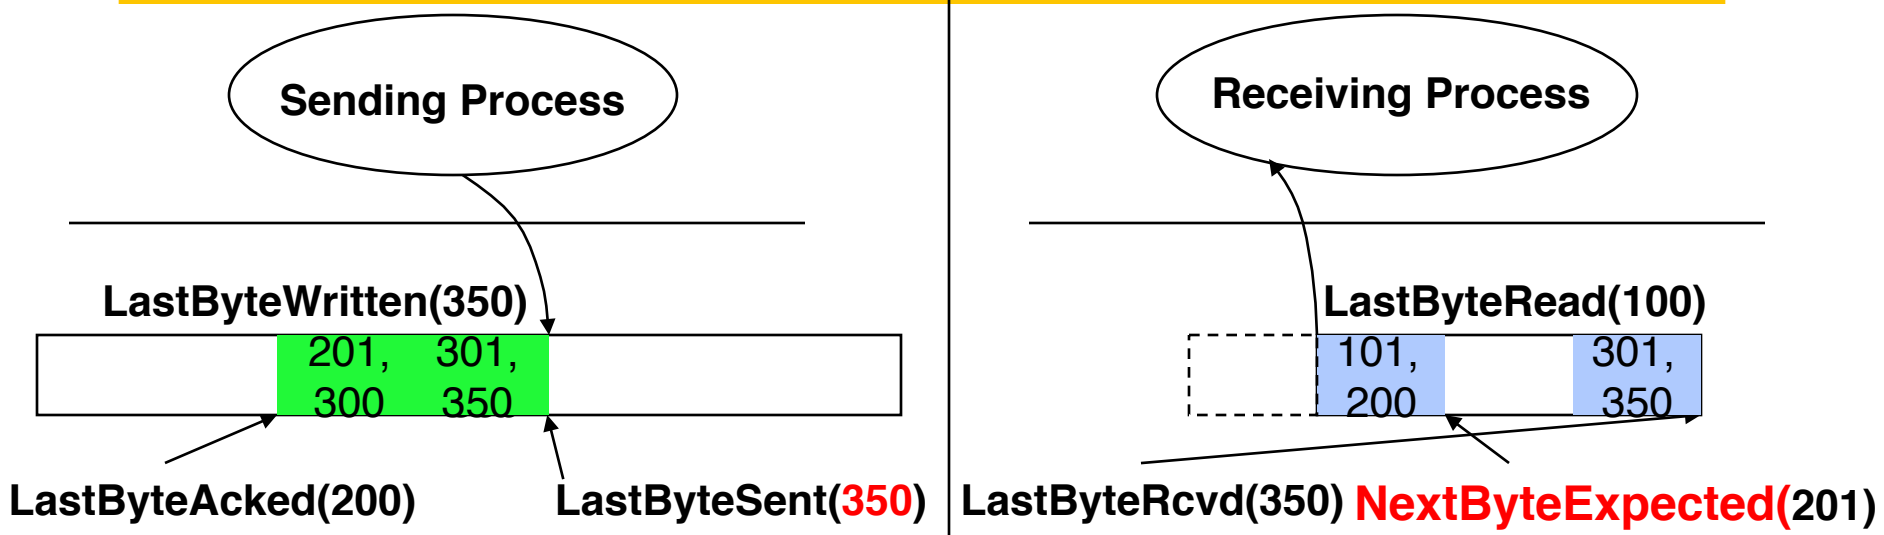 Sending Process
Receiving Process
LastByteWritten(350)
LastByteRead(100)
201, 301,
300 350
101, 301,
200 350
LastByteAcked(200)
LastByteSent(350)
LastByteRcvd(350)
NextByteExpected(201)